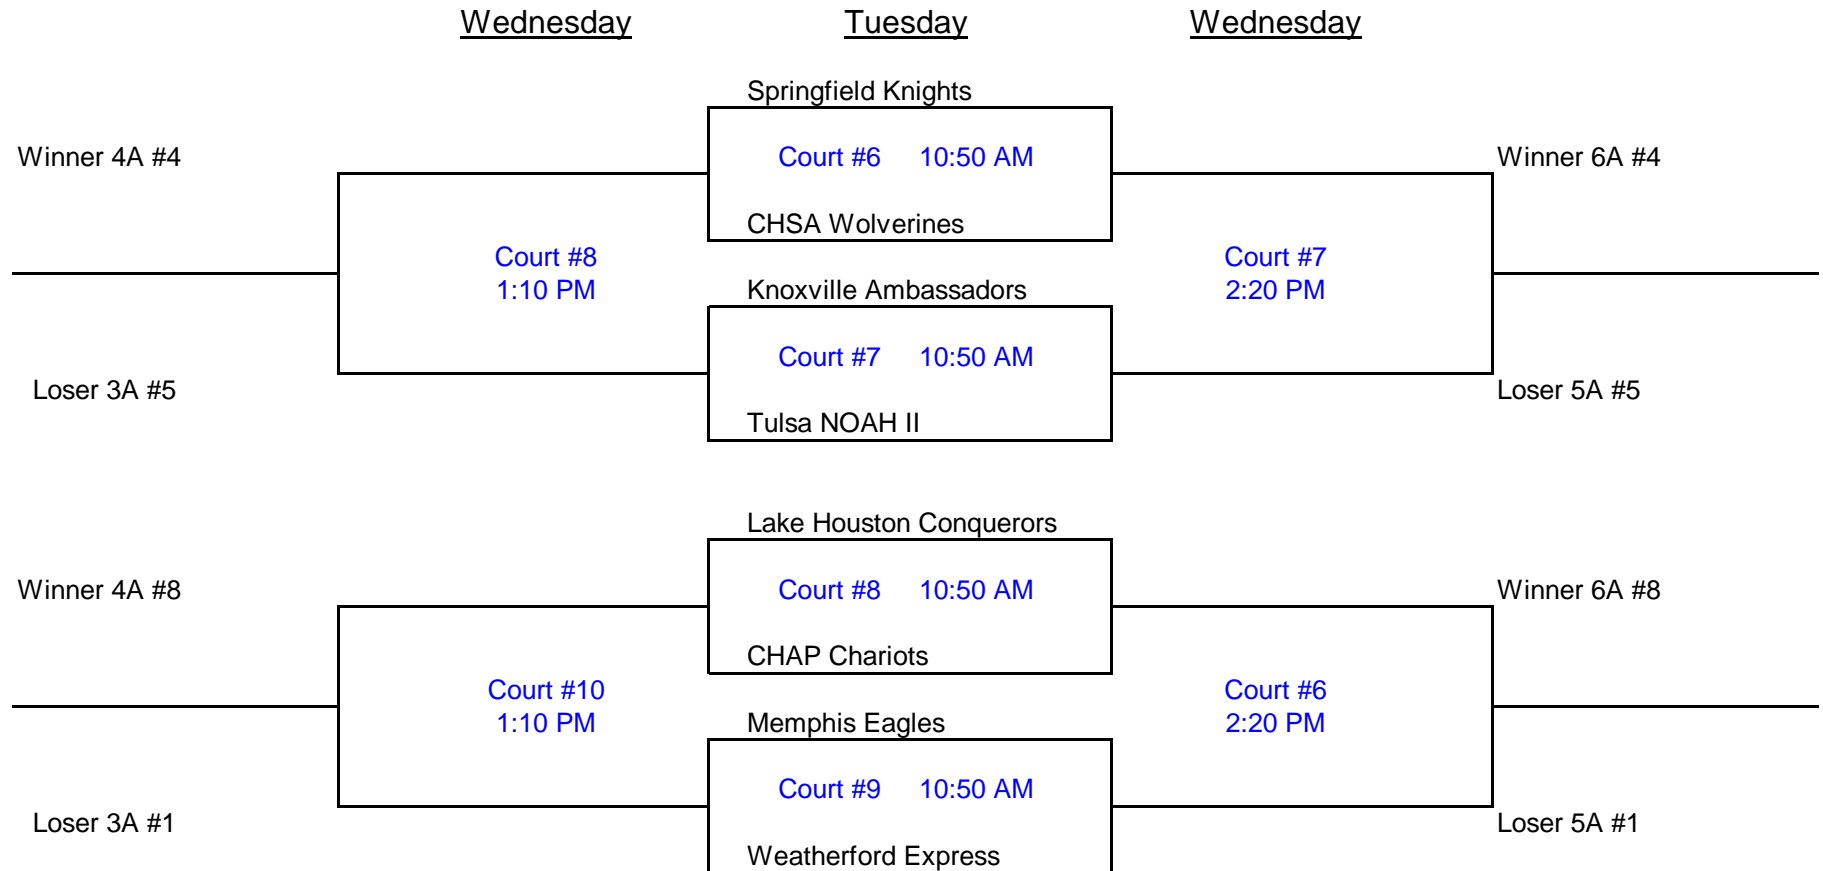 Wednesday Tuesday Wednesday
Springfield Knights
Winner 4A #4 Court #6 10:50 AM Winner 6A #4
CHSA Wolverines
Court #8 Court #7
1:10 PM Knoxville Ambassadors 2:20 PM
Court #7 10:50 AM
Loser 3A #5 Loser 5A #5
Tulsa NOAH II
Lake Houston Conquerors
Winner 4A #8 Court #8 10:50 AM Winner 6A #8
CHAP Chariots
Court #10 Court #6
1:10 PM Memphis Eagles 2:20 PM
Court #9 10:50 AM
Loser 3A #1 Loser 5A #1
Weatherford Express